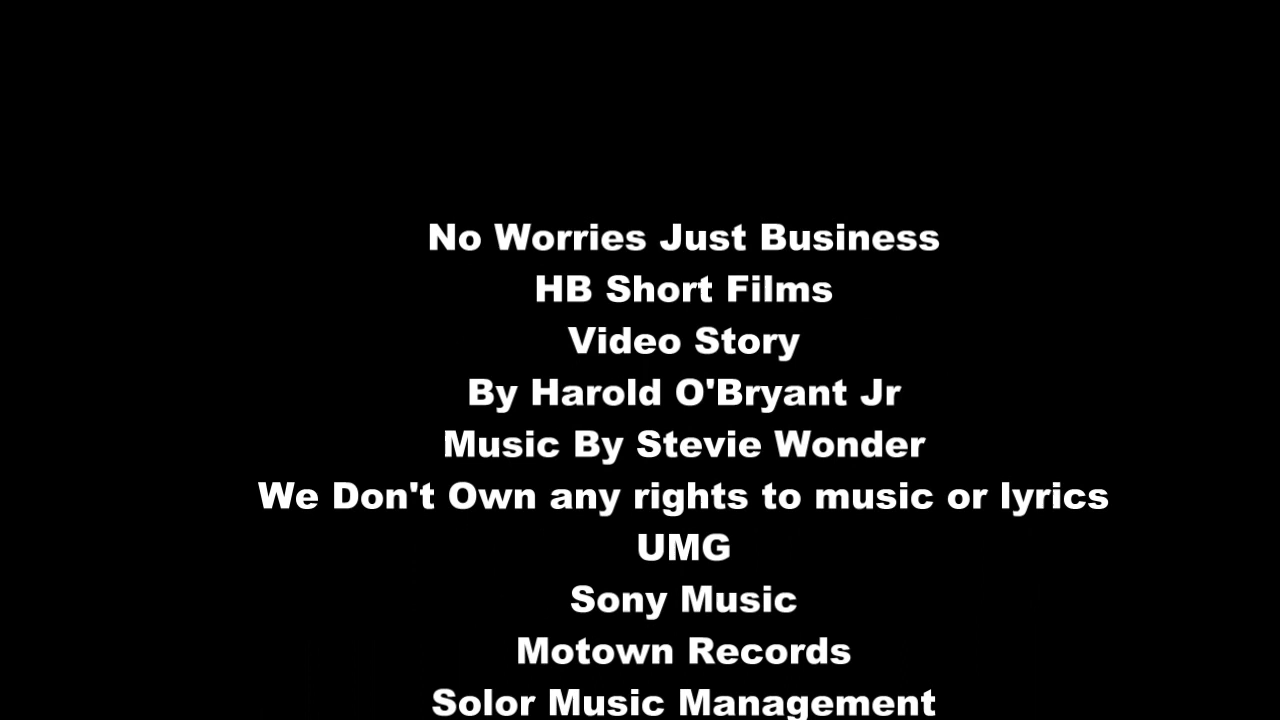 No Worries Just Business
HB Short Films
Video Story
By Harold O'Bryant Jr
Music By Stevie Wonder
We Don't Own any rights to music or lyrics
UMG
Sony Music
Motown Records
Solor Music Management